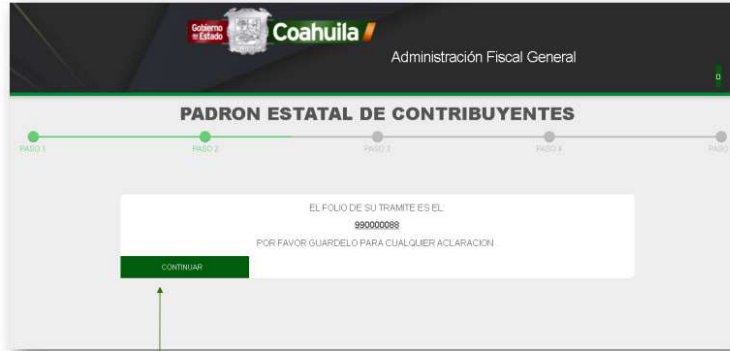 Gobierno
de Estado
Coahuila
Administración Fiscal General
PADRON ESTATAL DE CONTRIBUYENTES
PASO 1
PASO 2
PASO 3
PASO 4
PASO
EL FOLIO DE SU TRAMITE ES EL:
990000088
POR FAVOR GUARDELO PARA CUALQUIER ACLARACION
CONTINUAR